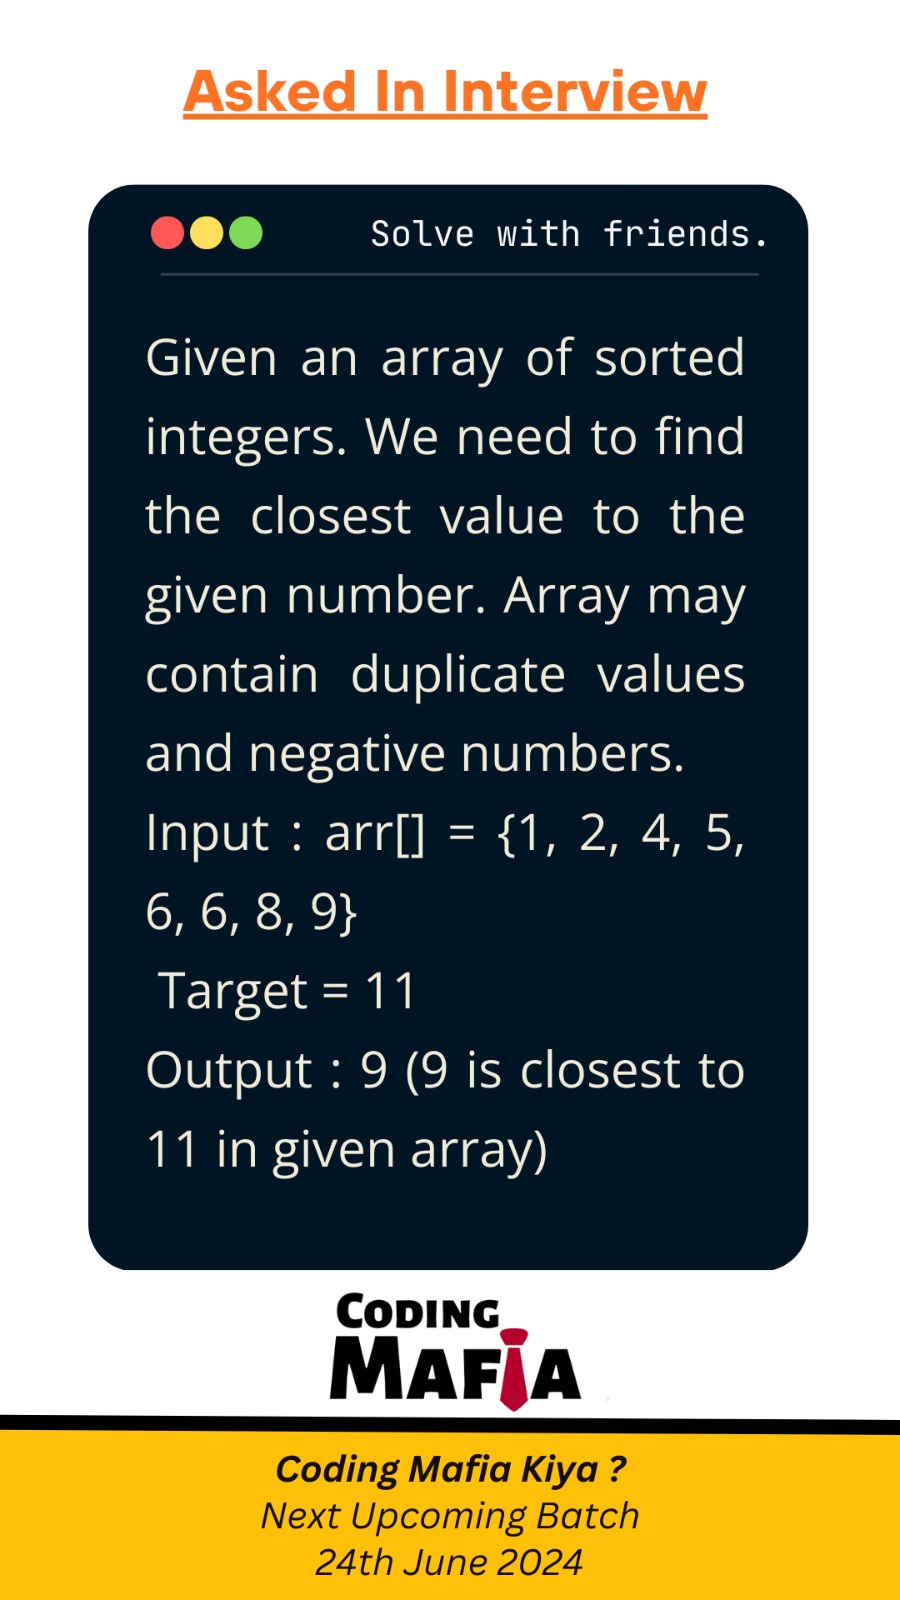 Asked In Interview
Solve with friends.
Given an array of sorted
integers. We need to find
the closest value to the
given number. Array may
contain duplicate values
and negative numbers.
Input : arr[] = {1, 2, 4, 5,
6, 6, 8, 9}
Target = 11
Output : 9 (9 is closest to
11 in given array)
CODING
MAFIA
Coding Mafia Kiya ?
Next Upcoming Batch
24th June 2024